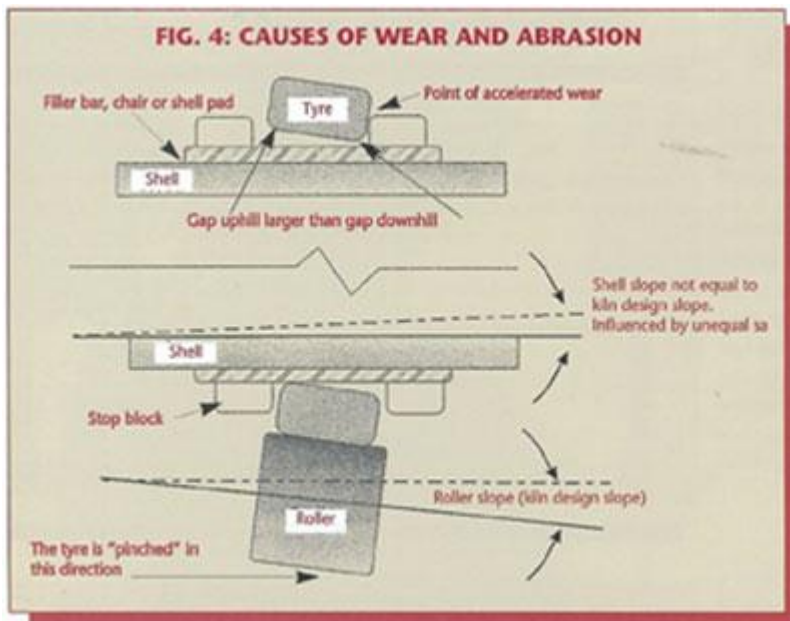 FIG. 4: CAUSES OF WEAR AND ABRASION
Filler bar, chair or shell pad
Tyre
Point of accelerated wear
Shell
Gap uphill larger than gap downhill
Shell slope not equal to
kiln design slope.
Influenced by unequal sa
Shell
Stop block
Roller slope (kiln design slope)
Roller
The tyre is "pinched" in
this direction